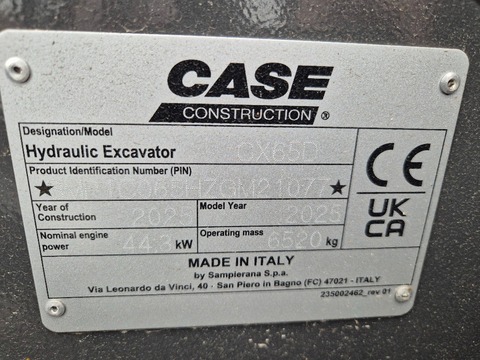 CASE
CONSTRUCTION ®
Designation/Model
Hydraulic Excavator CX65D
Product Identification Number (PIN)
Year of Construction 2025 Model Year 2025
Nominal engine power 44.3 kW Operating mass 6520 kg
CE
UK
CA
MADE IN ITALY
by Sampierana S.p.a.
Via Leonardo da Vinci, 40 - San Piero in Bagno (FC) 47021 - ITALY
235002462_rev 01